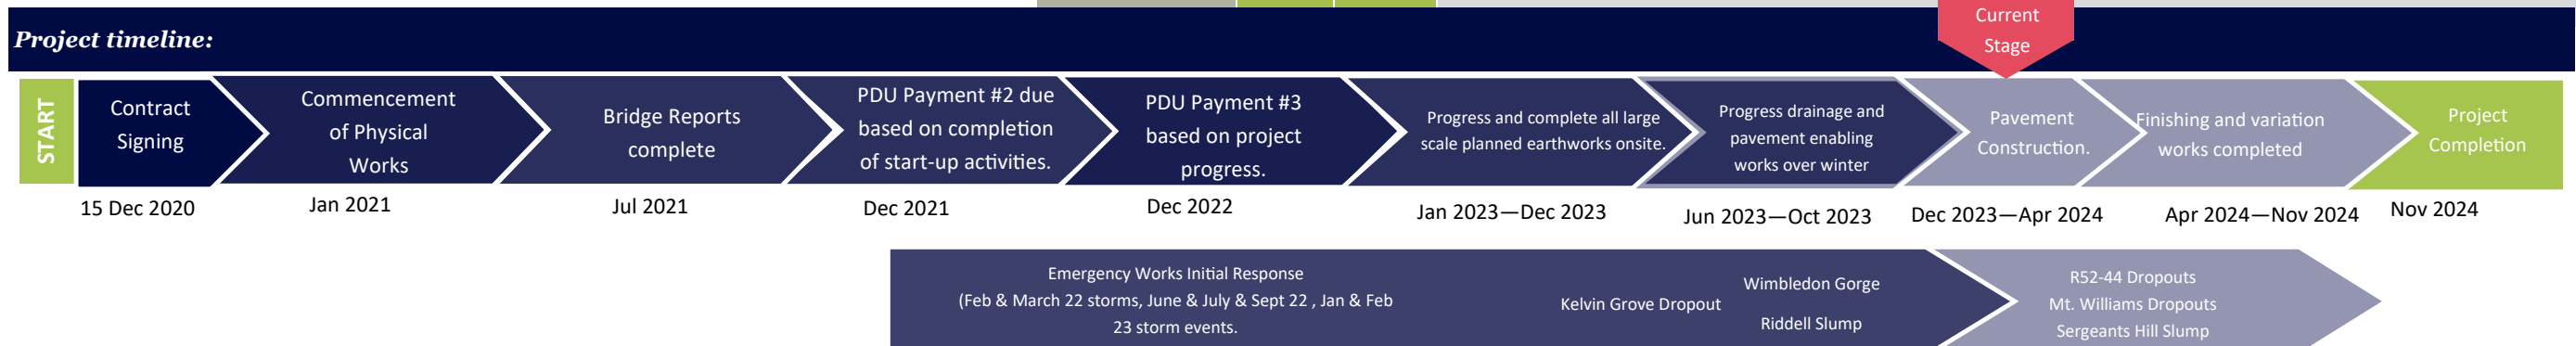 Current
Stage
Project timeline:
START
Contract
Signing
Commencement
of Physical
Works
Bridge Reports
complete
PDU Payment #2 due
based on completion
of start-up activities.
PDU Payment #3
based on project
progress.
Progress and complete all large
scale planned earthworks onsite.
Progress drainage and
pavement enabling
works over winter
Pavement
Construction.
Finishing and variation
works completed
Project
Completion
15 Dec 2020
Jan 2021
Jul 2021
Dec 2021
Dec 2022
Jan 2023—Dec 2023
Jun 2023—Oct 2023
Dec 2023—Apr 2024
Apr 2024—Nov 2024
Nov 2024
Emergency Works Initial Response
(Feb & March 22 storms, June & July & Sept 22 , Jan & Feb
23 storm events.
Kelvin Grove Dropout
Wimbledon Gorge
Riddell Slump
R52-44 Dropouts
Mt. Williams Dropouts
Sergeants Hill Slump